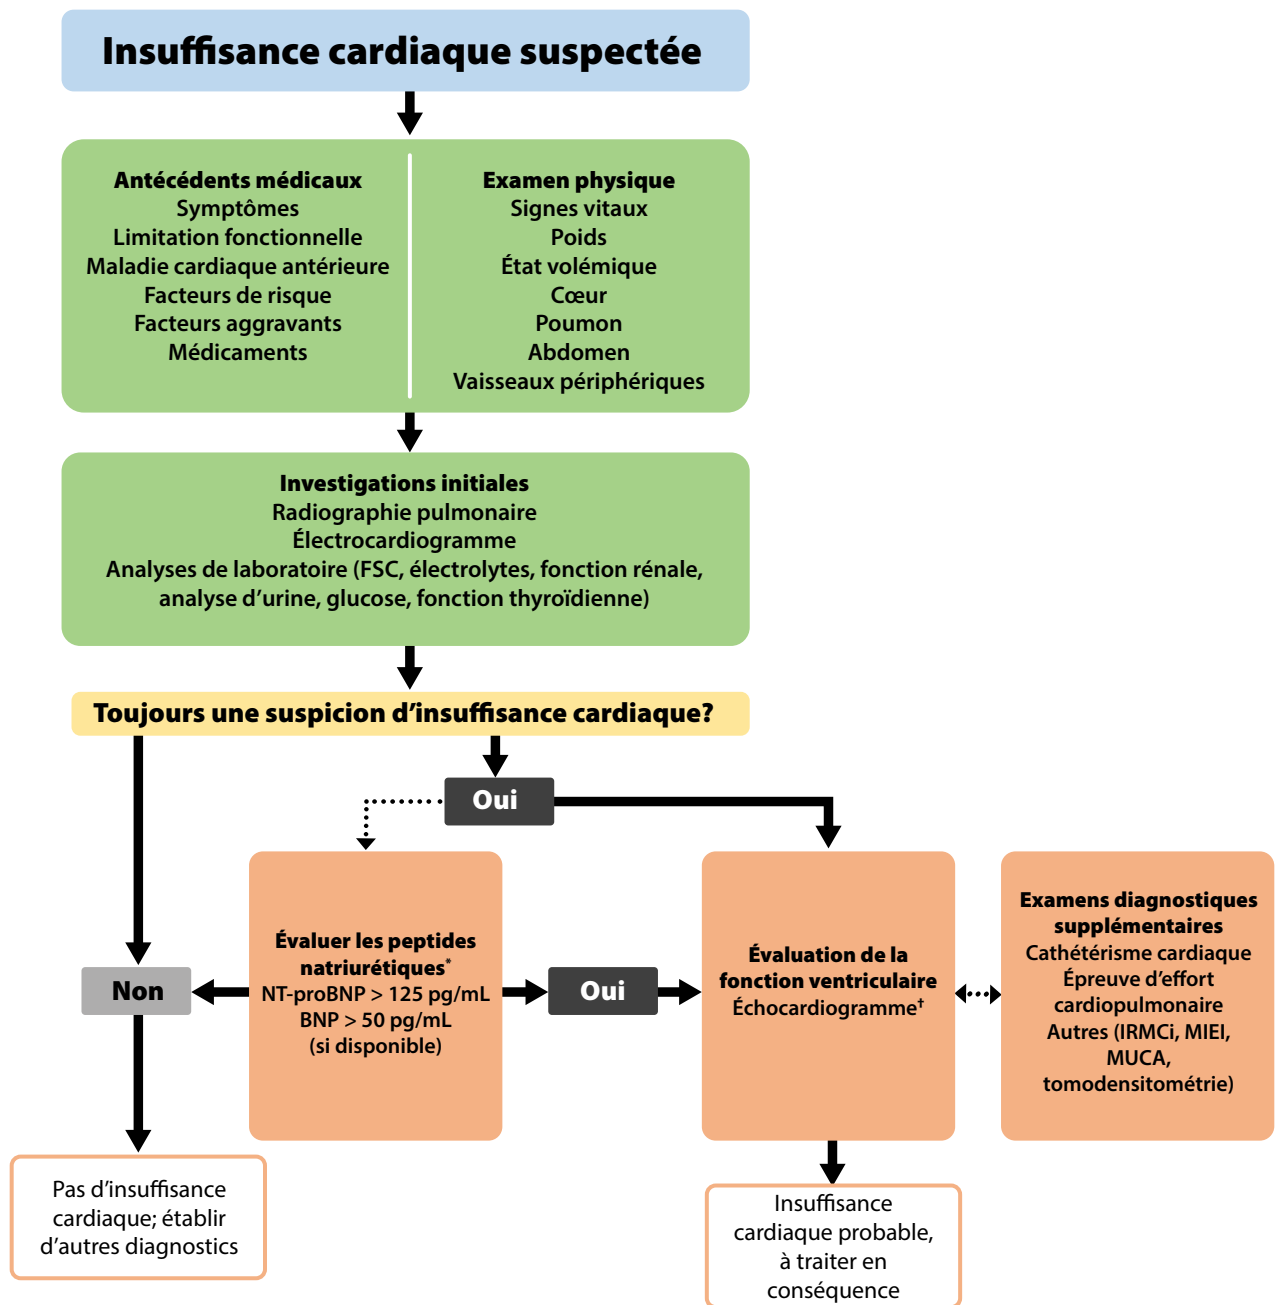 Insuffisance cardiaque suspectée
Antécédents médicaux
Symptômes
Limitation fonctionnelle
Maladie cardiaque antérieure
Facteurs de risque
Facteurs aggravants
Médicaments
Examen physique
Signes vitaux
Poids
État volémique
Cœur
Poumon
Abdomen
Vaisseaux périphériques
Investigations initiales
Radiographie pulmonaire
Électrocardiogramme
Analyses de laboratoire (FSC, électrolytes, fonction rénale,
analyse d’urine, glucose, fonction thyroïdienne)
Toujours une suspicion d’insuffisance cardiaque?
Oui
Non
Évaluer les peptides
natriurétiques*
NT-proBNP > 125 pg/mL
BNP > 50 pg/mL
(si disponible)
Oui
Évaluation de la
fonction ventriculaire
Échocardiogramme†
Examens diagnostiques
supplémentaires
Cathétérisme cardiaque
Épreuve d’effort
cardiopulmonaire
Autres (IRMCi, MIEI,
MUCA,
tomodensitométrie)
Pas d’insuffisance
cardiaque; établir
d’autres diagnostics
Insuffisance
cardiaque probable,
à traiter en
conséquence